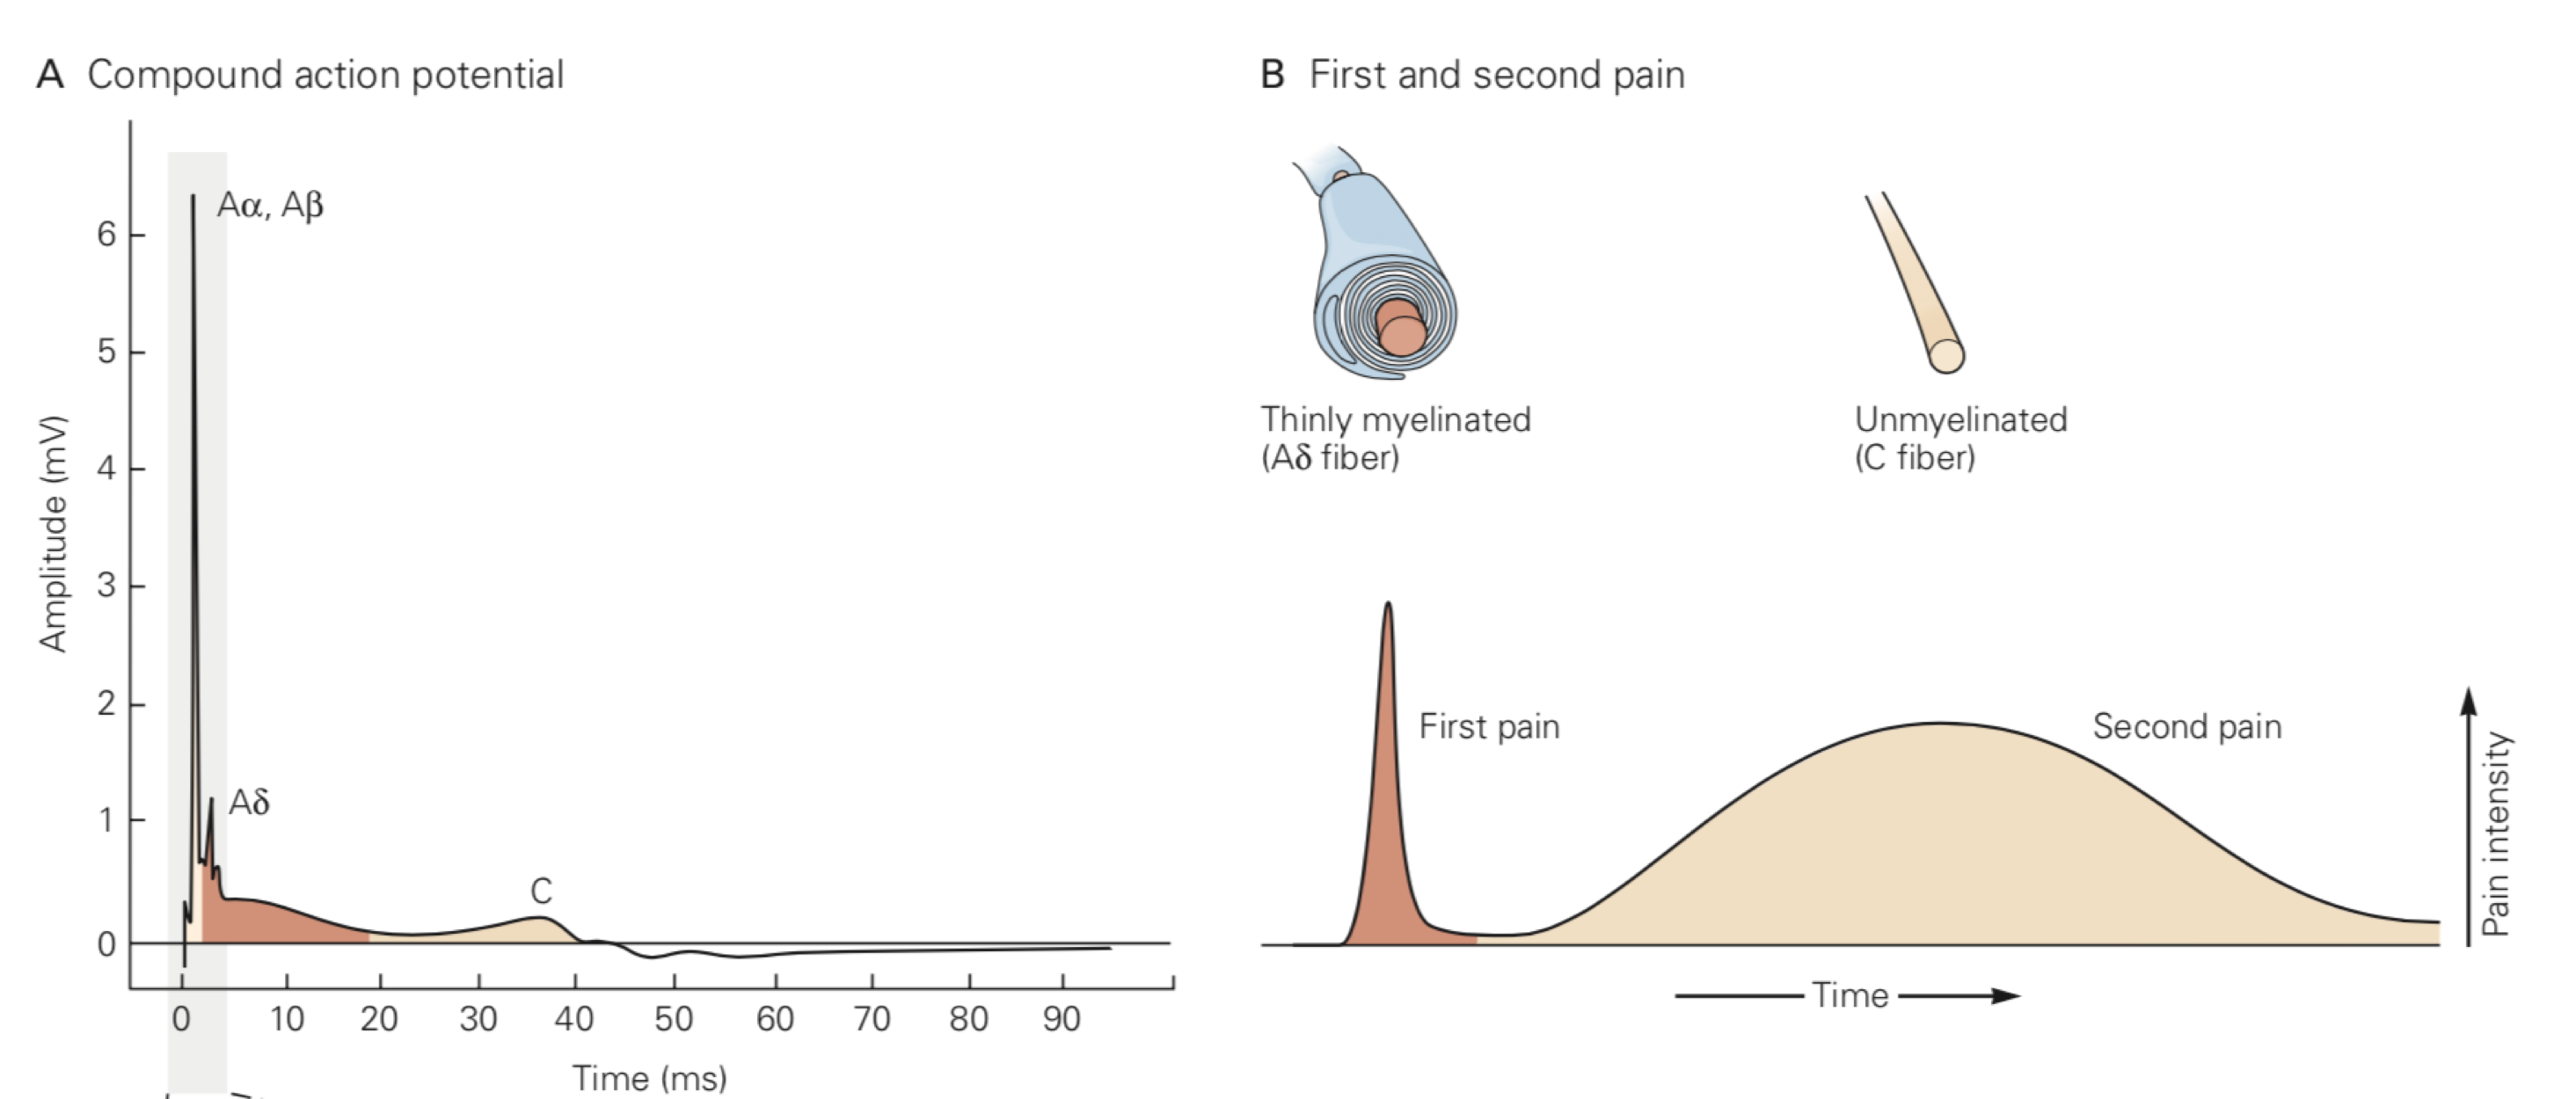 A Compound action potential
Amplitude (mV)
6
5
4
3
2
1
0
Aα, Aβ
Aδ
C
0 10 20 30 40 50 60 70 80 90
Time (ms)
B First and second pain
Thinly myelinated
(Aδ fiber)
Unmyelinated
(C fiber)
First pain
Second pain
Pain intensity
Time